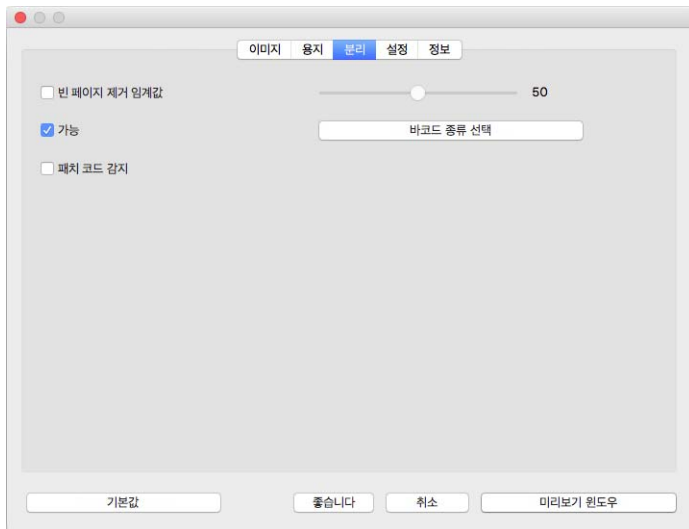 이미지 용지 분리 설정 정보
빈 페이지 제거 임계값 50
가능 바코드 종류 선택
패치 코드 감지
기본값 좋습니다 취소 미리보기 윈도우